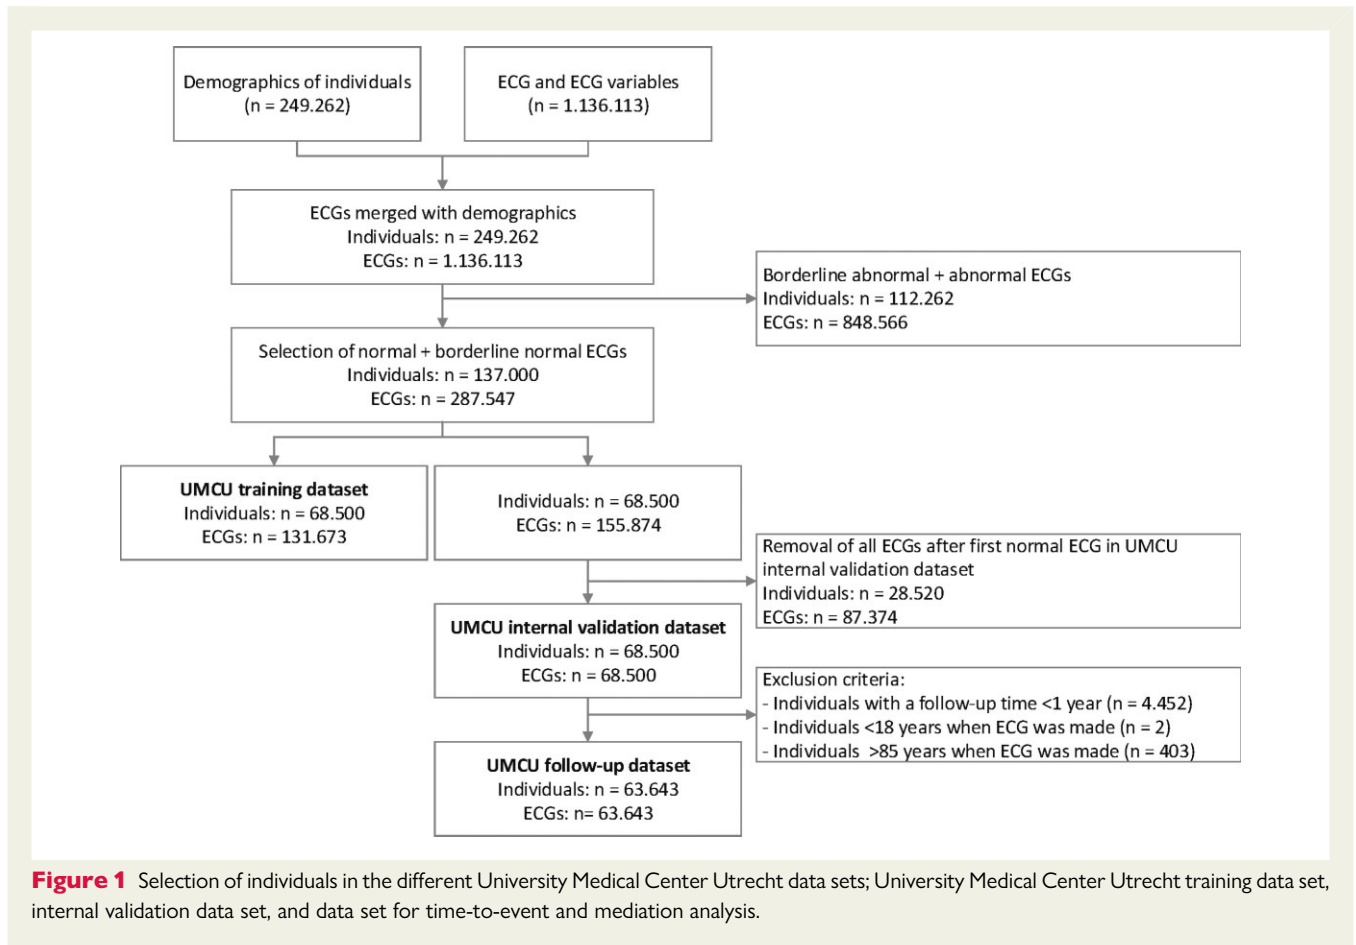 Demographics of individuals
(n = 249.262)
ECG and ECG variables
(n = 1.136.113)
ECGs merged with demographics
Individuals: n = 249.262
ECGs: n = 1.136.113
Borderline abnormal + abnormal ECGs
Individuals: n = 112.262
ECGs: n = 848.566
Selection of normal + borderline normal ECGs
Individuals: n = 137.000
ECGs: n = 287.547
UMCU training dataset
Individuals: n = 68.500
ECGs: n = 131.673
Individuals: n = 68.500
ECGs: n = 155.874
Removal of all ECGs after first normal ECG in UMCU
internal validation dataset
Individuals: n = 28.520
ECGs: n = 87.374
UMCU internal validation dataset
Individuals: n = 68.500
ECGs: n = 68.500
Exclusion criteria:
- Individuals with a follow-up time <1 year (n = 4.452)
- Individuals <18 years when ECG was made (n = 2)
- Individuals  >85 years when ECG was made (n = 403)
UMCU follow-up dataset
Individuals: n = 63.643
ECGs: n= 63.643
Figure 1 Selection of individuals in the different University Medical Center Utrecht data sets; University Medical Center Utrecht training data set,
internal validation data set, and data set for time-to-event and mediation analysis.